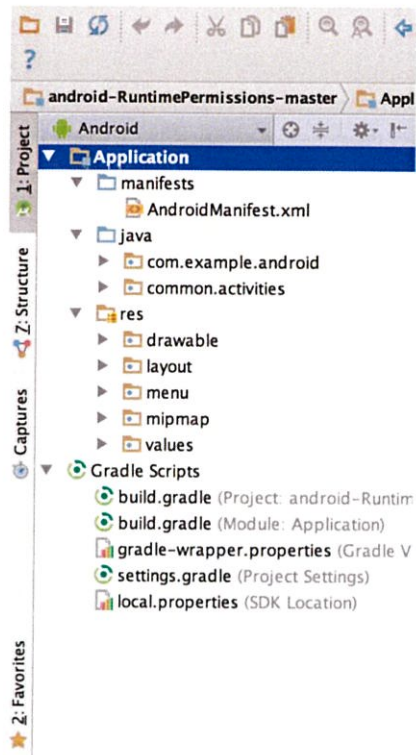 ?
android-RuntimePermissions-master Appl
Android
1: Project
Application
manifests
AndroidManifest.xml
java
com.example.android
common.activities
Z: Structure
res
drawable
layout
menu
mipmap
values
Captures
Gradle Scripts
build.gradle (Project: android-Runtim
build.gradle (Module: Application)
gradle-wrapper.properties (Gradle V
settings.gradle (Project Settings)
local.properties (SDK Location)
2: Favorites